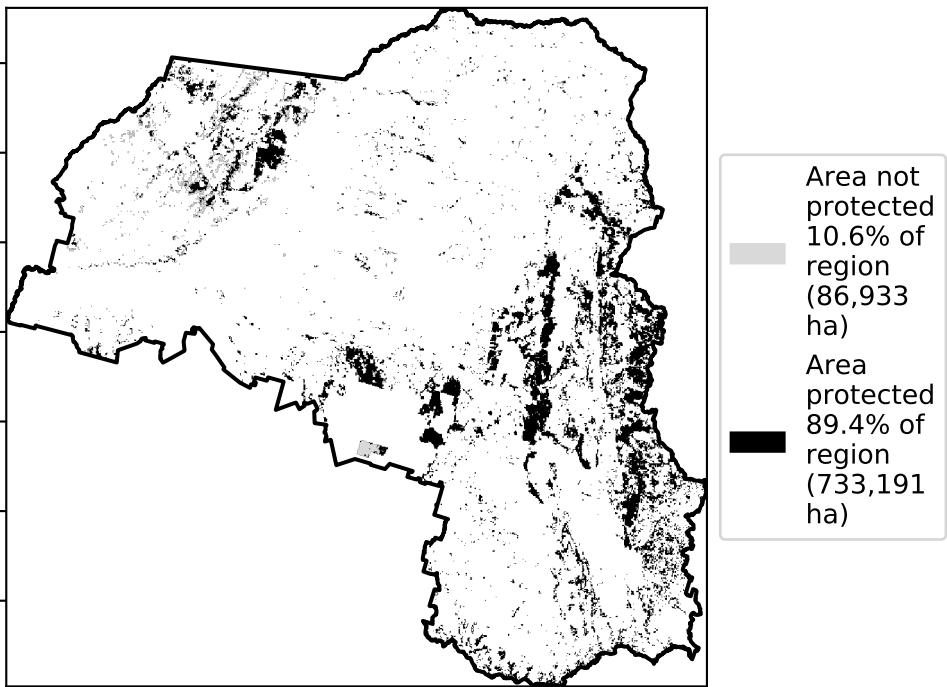 Area not
protected
10.6% of
region
(86,933
ha)
Area
protected
89.4% of
region
(733,191
ha)